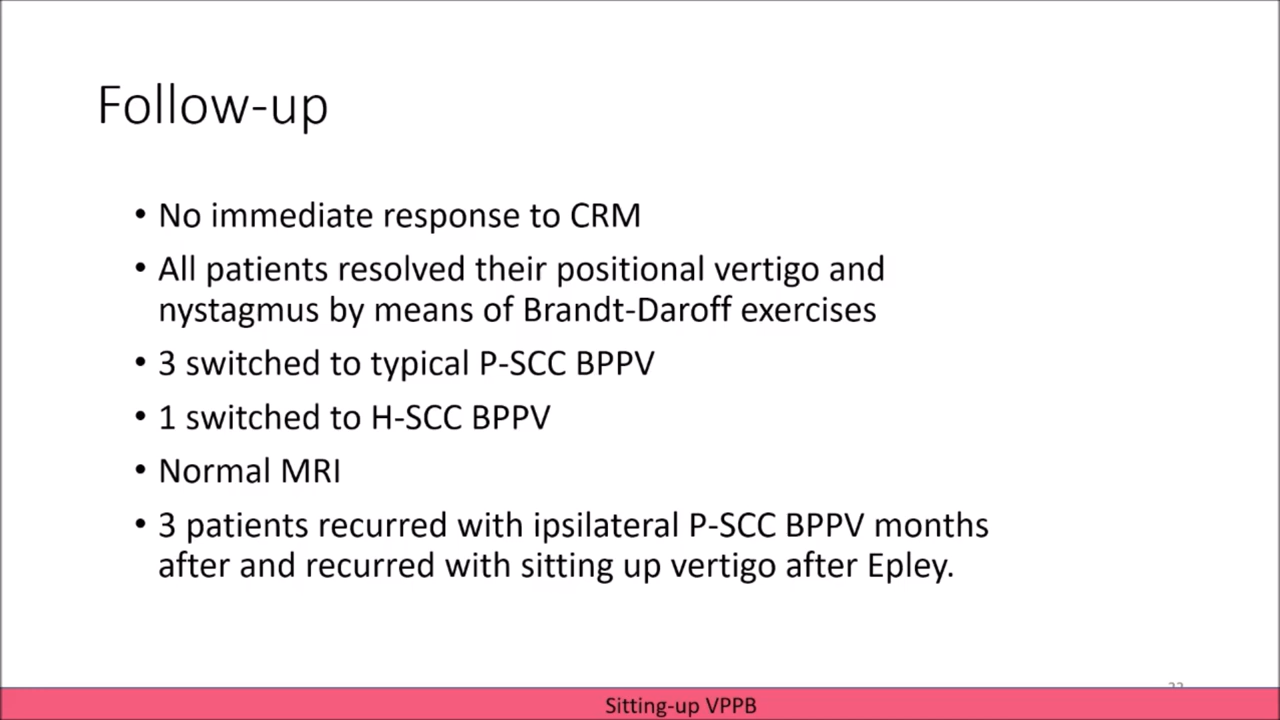 Follow-up
• No immediate response to CRM
• All patients resolved their positional vertigo and
nystagmus by means of Brandt-Daroff exercises
• 3 switched to typical P-SCC BPPV
• 1 switched to H-SCC BPPV
• Normal MRI
• 3 patients recurred with ipsilateral P-SCC BPPV months
after and recurred with sitting up vertigo after Epley.
Sitting-up VPPB